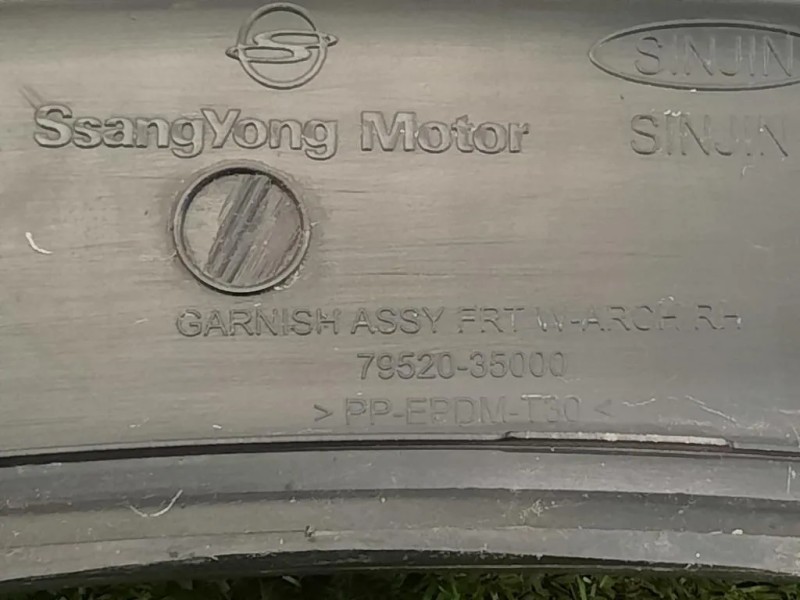 SINJIN
SsangYong Motor SINJIN
GARNISH ASSY FRT W-ARCH RH
79520-35000
> PP-EPDM-T30 <